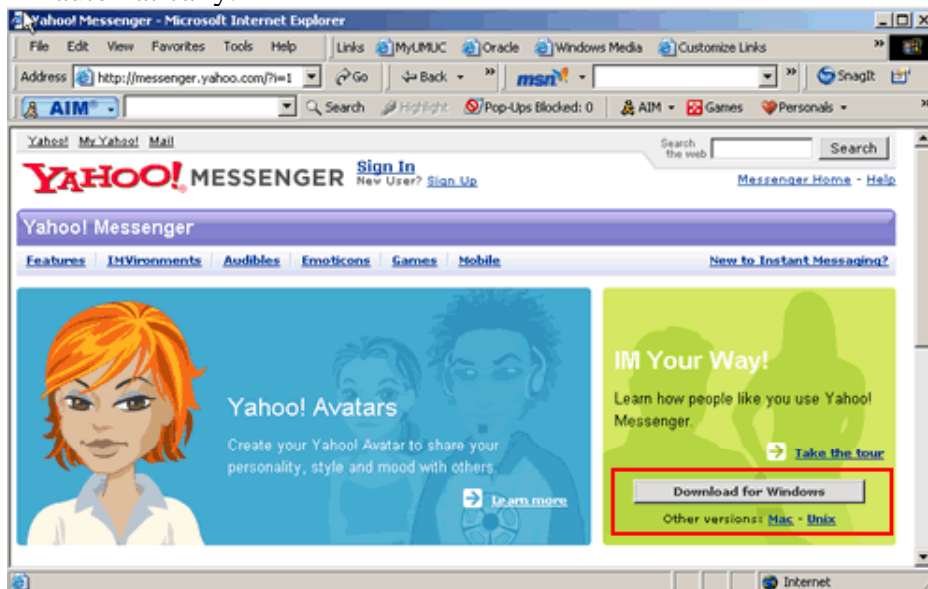 Yahoo! Messenger - Microsoft Internet Explorer
File Edit View Favorites Tools Help Links MyUMUC Oracle Windows Media Customize Links »
Address http://messenger.yahoo.com/?i=1 Go Back » msn » SnagIt
AIM® Search Highlight Pop-Ups Blocked: 0 AIM Games Personals »
Yahoo! My Yahoo! Mail
Search the web Search
YAHOO! MESSENGER Sign In
New User? Sign Up
Messenger Home - Help
Yahoo! Messenger
Features IMVironments Audibles Emoticons Games Mobile New to Instant Messaging?
Yahoo! Avatars
Create your Yahoo! Avatar to share your
personality, style and mood with others.
Learn more
IM Your Way!
Learn how people like you use Yahoo!
Messenger.
Take the tour
Download for Windows
Other versions: Mac - Unix
Internet